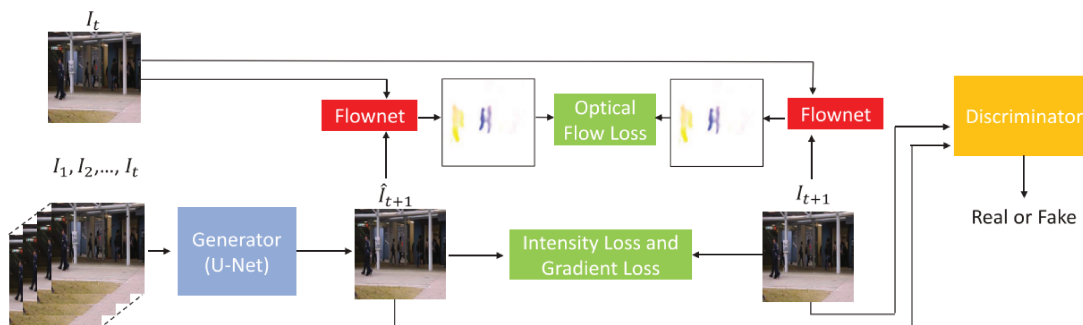 I_t
Flownet
Optical
Flow Loss
Flownet
Discriminator
I_1, I_2,..., I_t
Î_{t+1}
I_{t+1}
Real or Fake
Generator
(U-Net)
Intensity Loss and
Gradient Loss